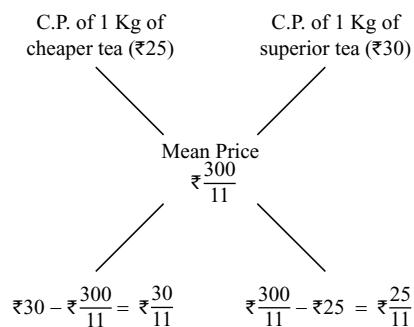 C.P. of 1 Kg of
cheaper tea (₹25)
C.P. of 1 Kg of
superior tea (₹30)
Mean Price
₹300/11
₹30 – ₹300/11 = ₹30/11
₹300/11 – ₹25 = ₹25/11